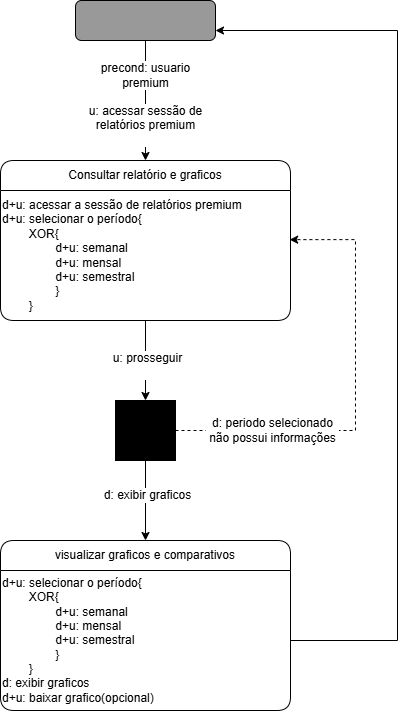 precond: usuario
premium
u: acessar sessão de
relatórios premium
Consultar relatório e graficos
d+u: acessar a sessão de relatórios premium
d+u: selecionar o período{
XOR{
d+u: semanal
d+u: mensal
d+u: semestral
}
}
u: prosseguir
d: periodo selecionado
não possui informações
d: exibir graficos
visualizar graficos e comparativos
d+u: selecionar o período{
XOR{
d+u: semanal
d+u: mensal
d+u: semestral
}
}
d: exibir graficos
d+u: baixar grafico(opcional)